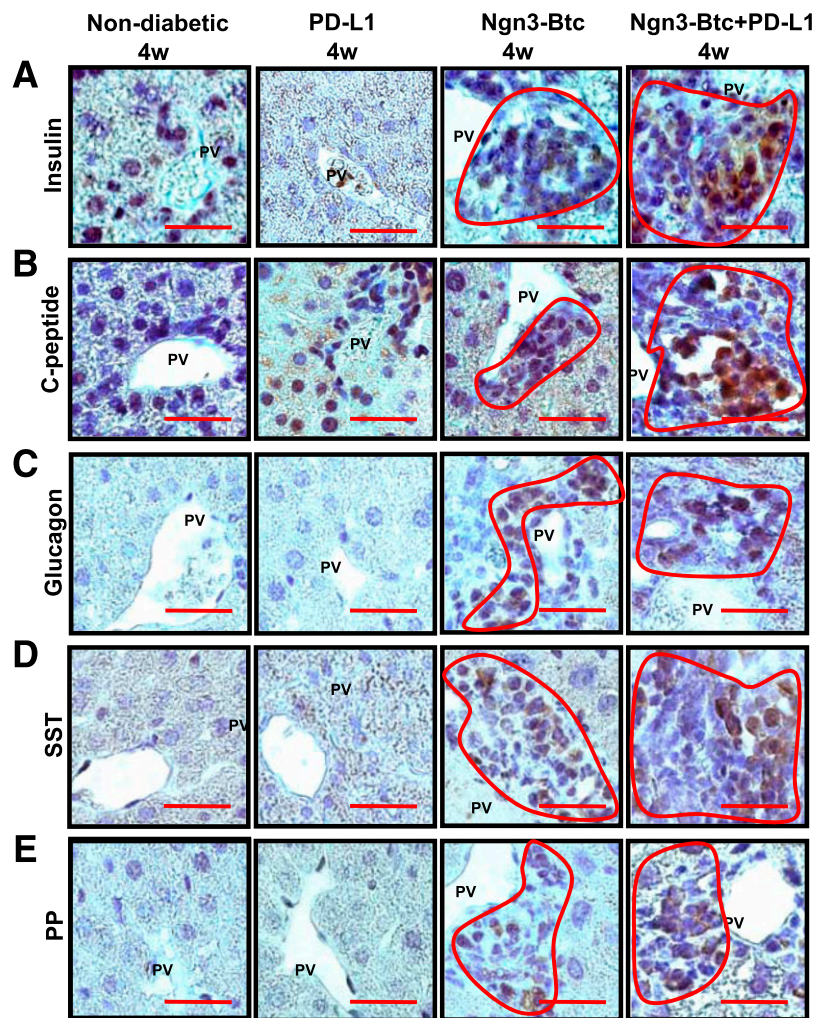 Non-diabetic PD-L1 Ngn3-Btc Ngn3-Btc+PD-L1
4w 4w 4w 4w
A
Insulin
PV PV PV PV
B
C-peptide
PV PV PV PV
C
Glucagon
PV PV PV PV
D
SST
PV PV PV
E
PP
PV PV PV PV